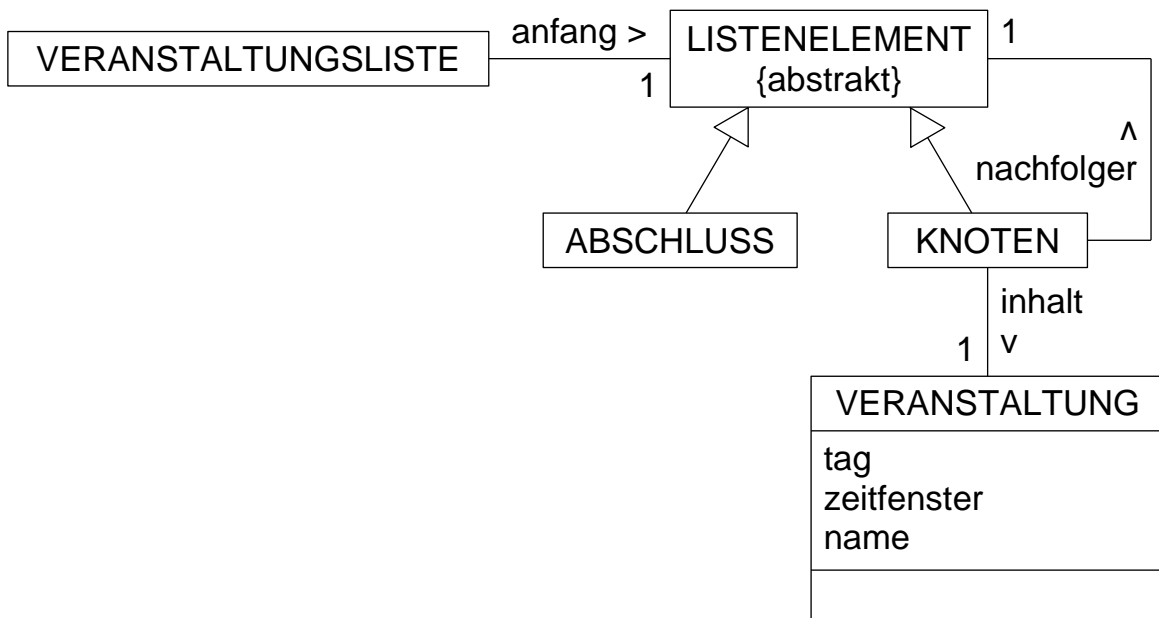 VERANSTALTUNGSLISTE
anfang >
1
LISTENELEMENT
{abstrakt}
1
ʌ
nachfolger
ABSCHLUSS
KNOTEN
inhalt
v
1
VERANSTALTUNG
tag
zeitfenster
name